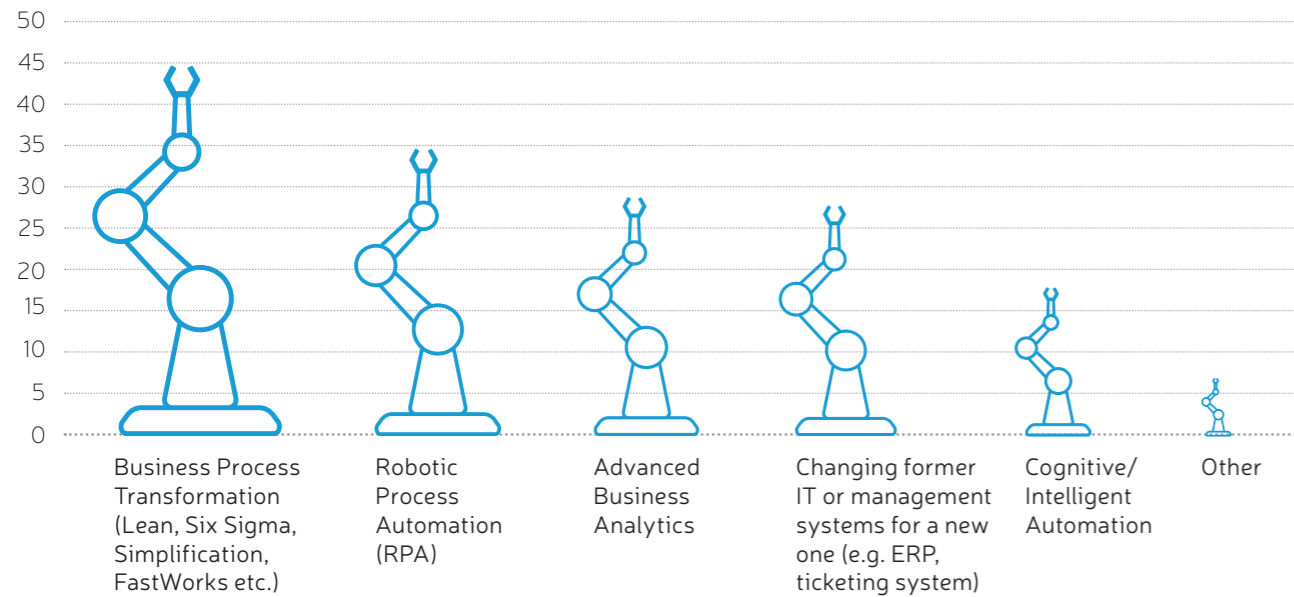 50
45
40
35
30
25
20
15
10
5
0
Business Process
Transformation
(Lean, Six Sigma,
Simplification,
FastWorks etc.)
Robotic
Process
Automation
(RPA)
Advanced
Business
Analytics
Changing former
IT or management
systems for a new
one (e.g. ERP,
ticketing system)
Cognitive/
Intelligent
Automation
Other